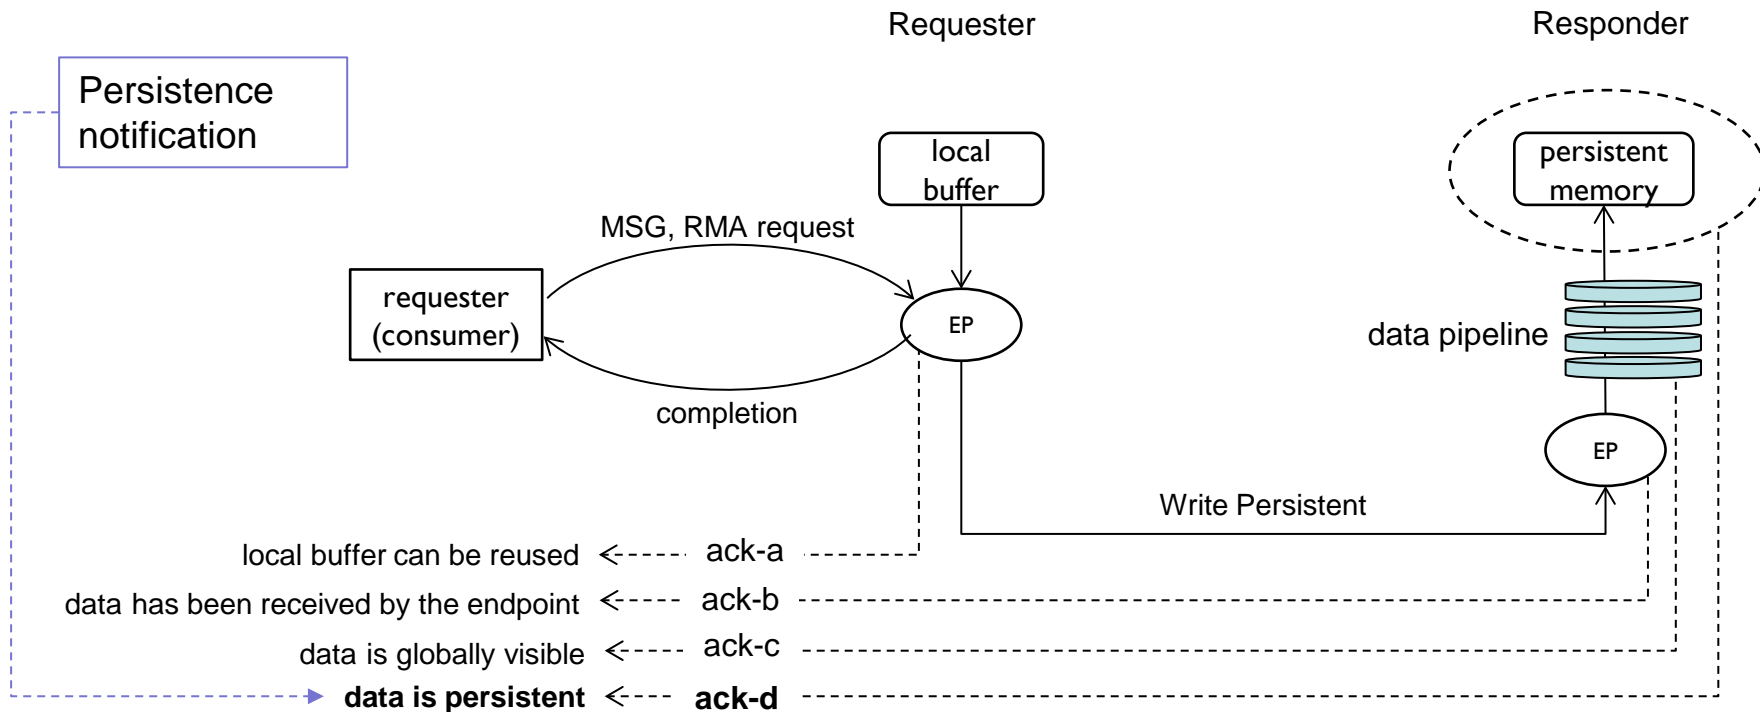 Requester
Responder
Persistence
notification
local
buffer
persistent
memory
MSG, RMA request
requester
(consumer)
EP
data pipeline
completion
EP
Write Persistent
local buffer can be reused
ack-a
data has been received by the endpoint
ack-b
data is globally visible
ack-c
data is persistent
ack-d